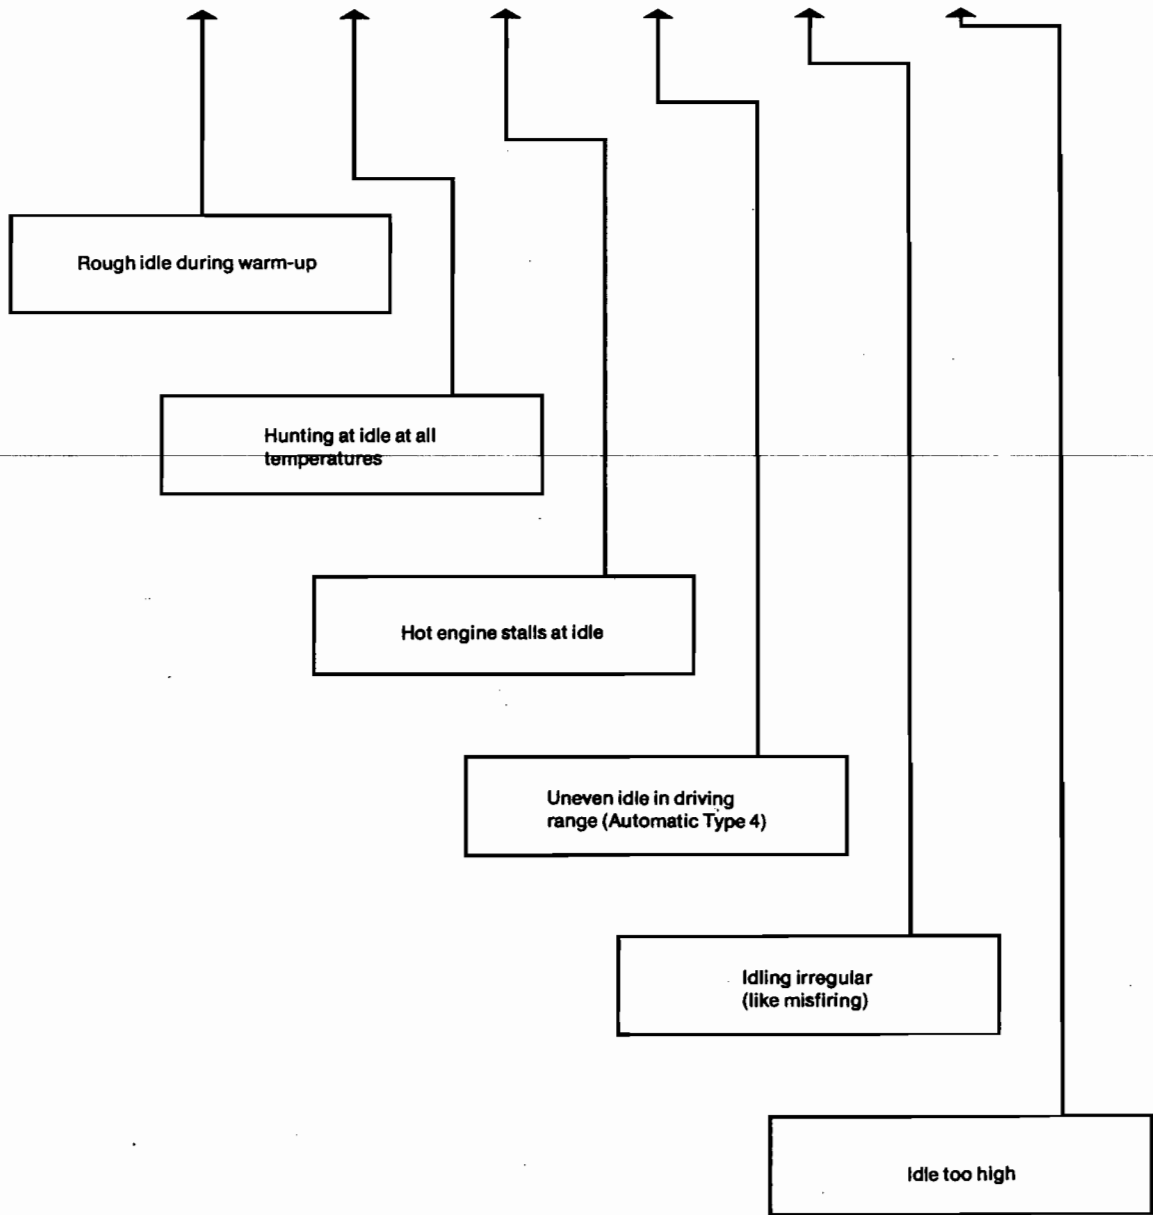 Rough idle during warm-up
Hunting at idle at all
temperatures
Hot engine stalls at idle
Uneven idle in driving
range (Automatic Type 4)
Idling irregular
(like misfiring)
Idle too high